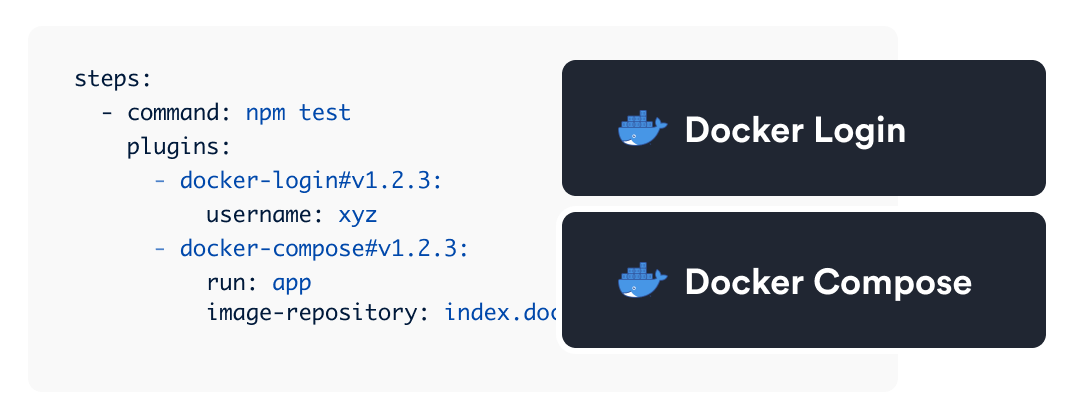 steps:
  - command: npm test
    plugins:
      - docker-login#v1.2.3:
          username: xyz
      - docker-compose#v1.2.3:
          run: app
          image-repository: index.doc
Docker Login
Docker Compose